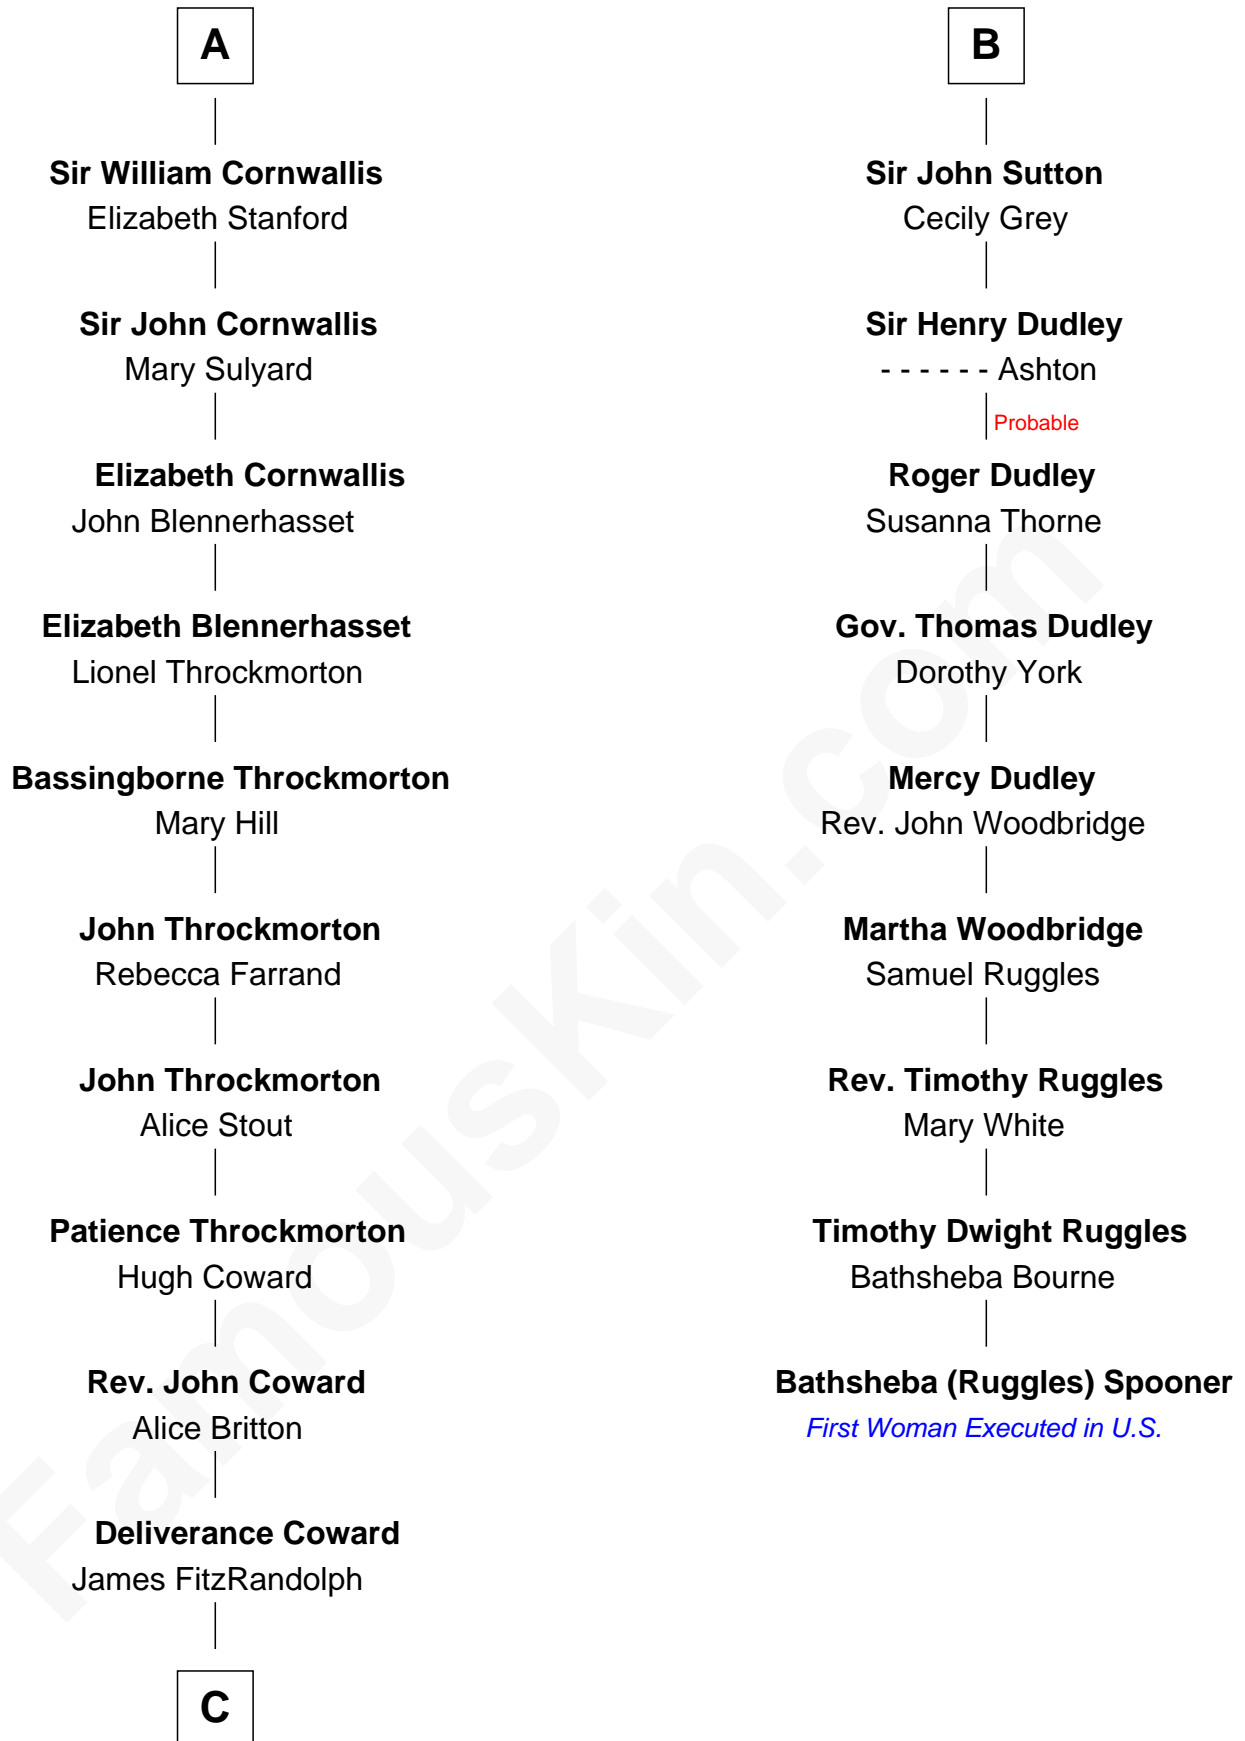 A
Sir William Cornwallis
Elizabeth Stanford
Sir John Cornwallis
Mary Sulyard
Elizabeth Cornwallis
John Blennerhasset
Elizabeth Blennerhasset
Lionel Throckmorton
Bassingborne Throckmorton
Mary Hill
John Throckmorton
Rebecca Farrand
John Throckmorton
Alice Stout
Patience Throckmorton
Hugh Coward
Rev. John Coward
Alice Britton
Deliverance Coward
James FitzRandolph
C
B
Sir John Sutton
Cecily Grey
Sir Henry Dudley
- - - - - - Ashton
Probable
Roger Dudley
Susanna Thorne
Gov. Thomas Dudley
Dorothy York
Mercy Dudley
Rev. John Woodbridge
Martha Woodbridge
Samuel Ruggles
Rev. Timothy Ruggles
Mary White
Timothy Dwight Ruggles
Bathsheba Bourne
Bathsheba (Ruggles) Spooner
First Woman Executed in U.S.
FamousKin.com